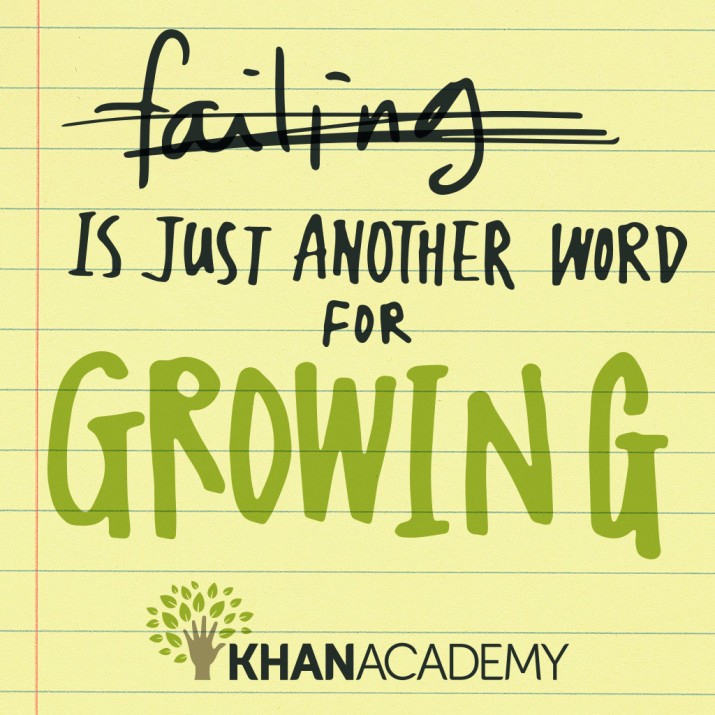 failing
IS JUST ANOTHER WORD
FOR
GROWING
KHANACADEMY